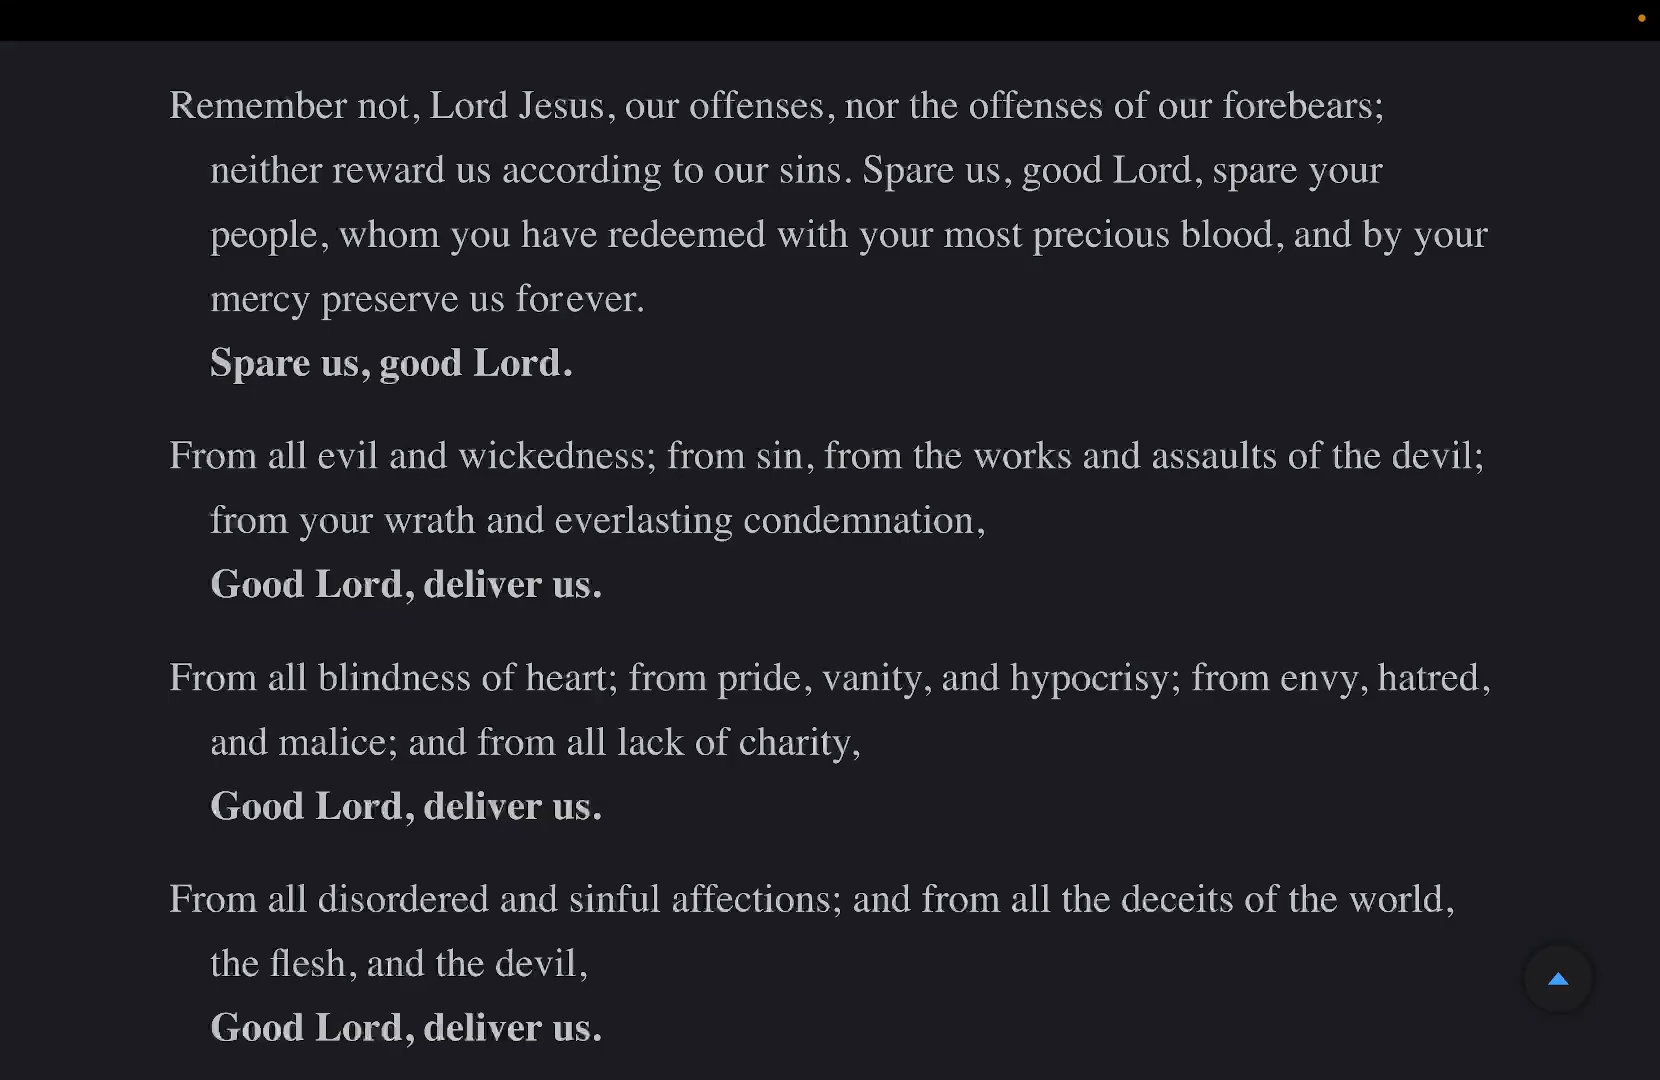 Remember not, Lord Jesus, our offenses, nor the offenses of our forebears;
neither reward us according to our sins. Spare us, good Lord, spare your
people, whom you have redeemed with your most precious blood, and by your
mercy preserve us forever.
Spare us, good Lord.
From all evil and wickedness; from sin, from the works and assaults of the devil;
from your wrath and everlasting condemnation,
Good Lord, deliver us.
From all blindness of heart; from pride, vanity, and hypocrisy; from envy, hatred,
and malice; and from all lack of charity,
Good Lord, deliver us.
From all disordered and sinful affections; and from all the deceits of the world,
the flesh, and the devil,
Good Lord, deliver us.